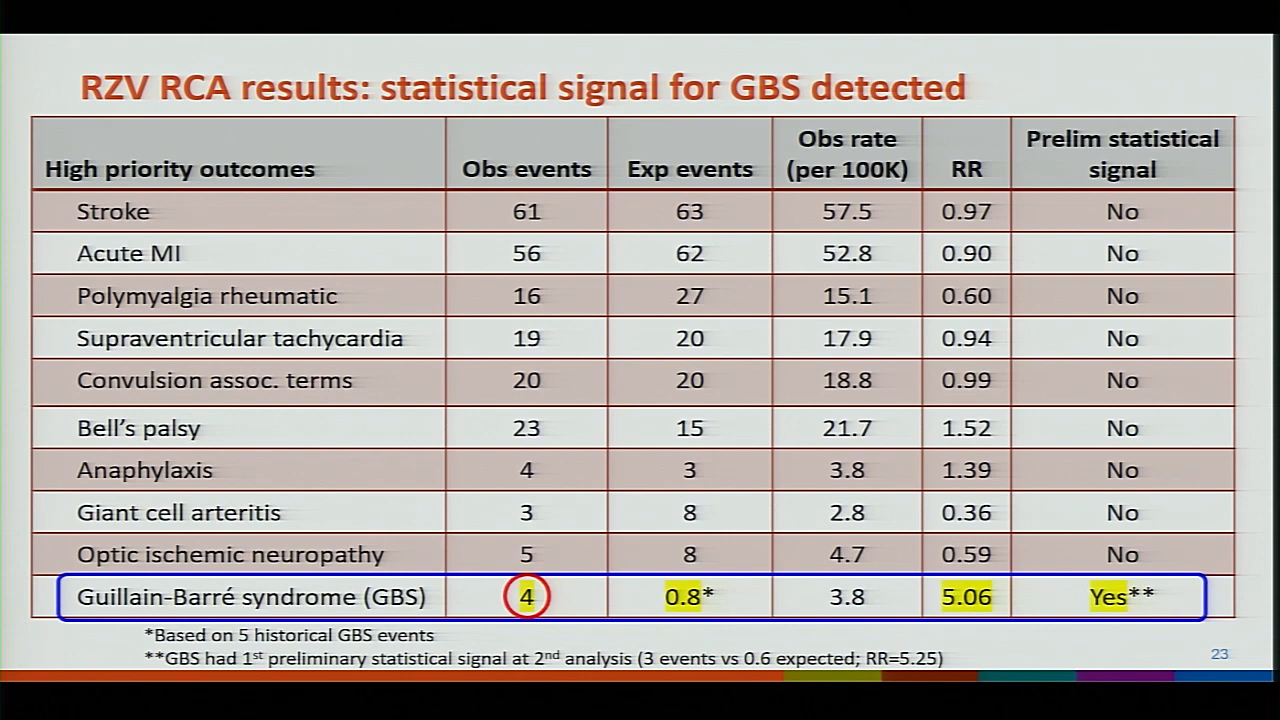 RZV RCA results: statistical signal for GBS detected
High priority outcomes Obs events Exp events Obs rate (per 100K) RR Prelim statistical signal
Stroke 61 63 57.5 0.97 No
Acute MI 56 62 52.8 0.90 No
Polymyalgia rheumatic 16 27 15.1 0.60 No
Supraventricular tachycardia 19 20 17.9 0.94 No
Convulsion assoc. terms 20 20 18.8 0.99 No
Bell's palsy 23 15 21.7 1.52 No
Anaphylaxis 4 3 3.8 1.39 No
Giant cell arteritis 3 8 2.8 0.36 No
Optic ischemic neuropathy 5 8 4.7 0.59 No
Guillain-Barré syndrome (GBS) 4 0.8* 3.8 5.06 Yes**
*Based on 5 historical GBS events
**GBS had 1st preliminary statistical signal at 2nd analysis (3 events vs 0.6 expected; RR=5.25)
23